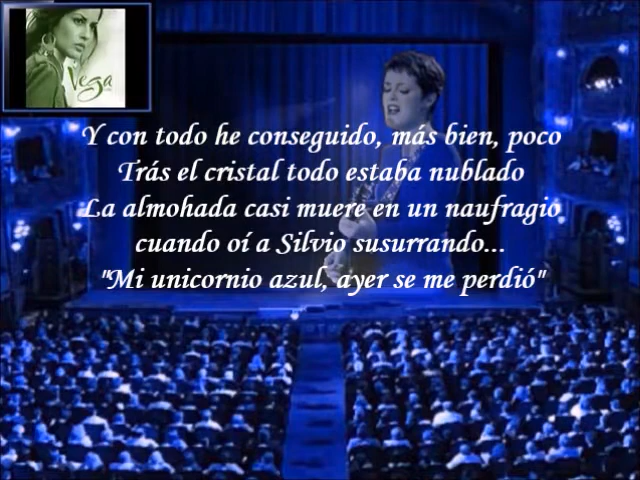 Vega
Y con todo he conseguido, más bien, poco
Trás el cristal todo estaba nublado
La almohada casi muere en un naufragio
cuando oí a Silvio susurrando...
"Mi unicornio azul, ayer se me perdió"